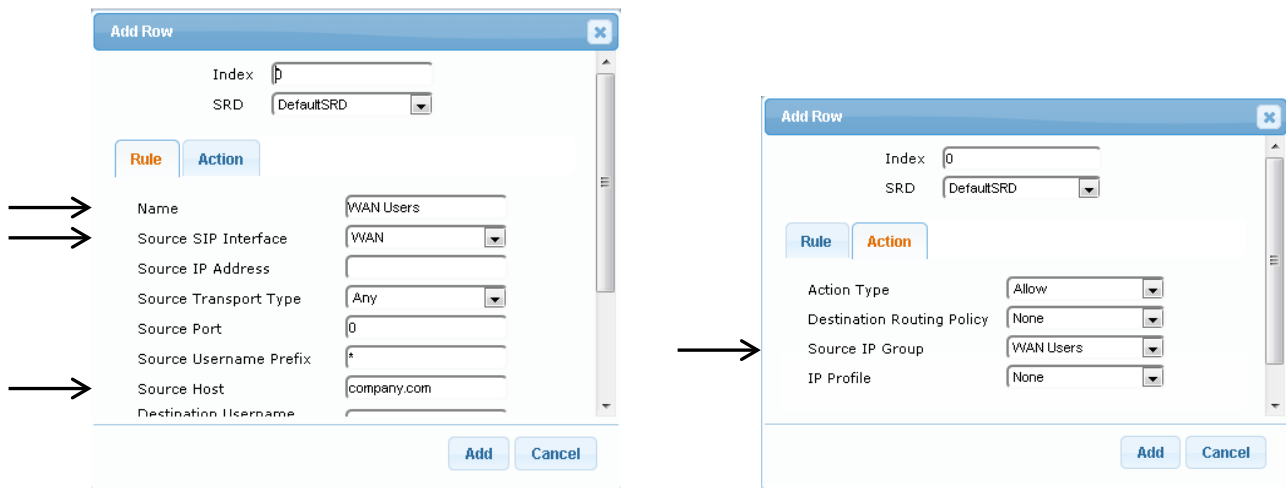 Add Row
Index 0
SRD DefaultSRD
Rule Action
Name WAN Users
Source SIP Interface WAN
Source IP Address
Source Transport Type Any
Source Port 0
Source Username Prefix *
Source Host company.com
Destination Username
Add Cancel
Add Row
Index 0
SRD DefaultSRD
Rule Action
Action Type Allow
Destination Routing Policy None
Source IP Group WAN Users
IP Profile None
Add Cancel